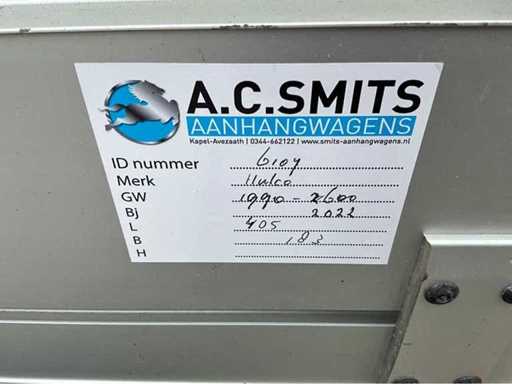 A.C.SMITS
AANHANGWAGENS
Kapel-Avezaath | 0344-662122 | www.smits-aanhangwagens.nl
ID nummer 6104
Merk Hulco
GW 1990 - 2600
Bj 2022
L 405
B 183
H